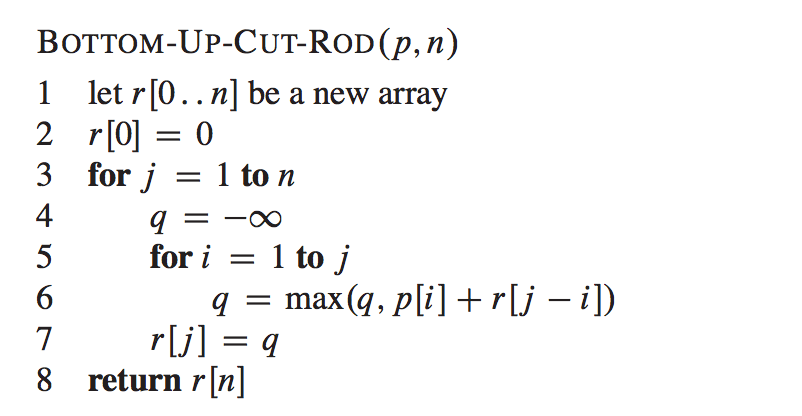 BOTTOM-UP-CUT-ROD(p, n)
1 let r[0..n] be a new array
2 r[0] = 0
3 for j = 1 to n
4 q = −∞
5 for i = 1 to j
6 q = max(q, p[i] + r[j − i])
7 r[j] = q
8 return r[n]